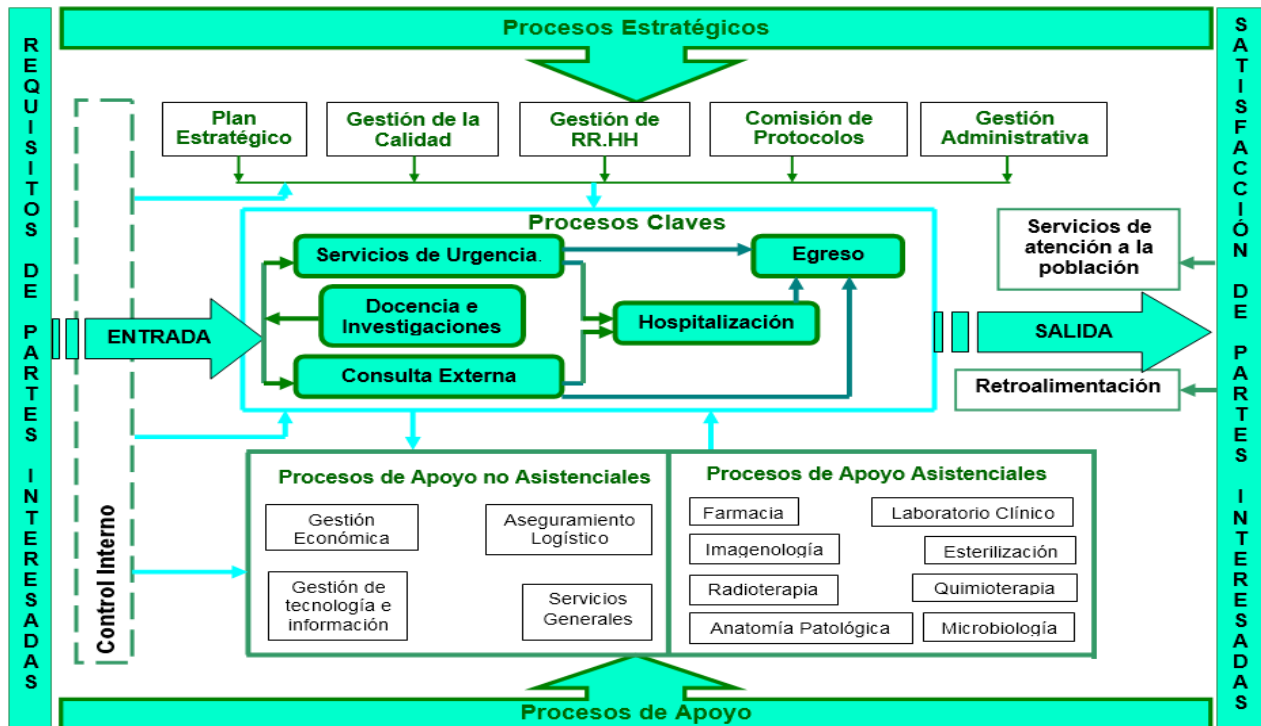 Procesos Estratégicos
REQUISITOS DE PARTES INTERESADAS
SATISFACCIÓN DE PARTES INTERESADAS
Control Interno
Plan
Estratégico
Gestión de la
Calidad
Gestión de
RR.HH
Comisión de
Protocolos
Gestión
Administrativa
Procesos Claves
Servicios de Urgencia.
Egreso
Docencia e
Investigaciones
Hospitalización
Consulta Externa
ENTRADA
Servicios de
atención a la
población
SALIDA
Retroalimentación
Procesos de Apoyo no Asistenciales
Gestión
Económica
Aseguramiento
Logístico
Gestión de
tecnología e
información
Servicios
Generales
Procesos de Apoyo Asistenciales
Farmacia
Laboratorio Clínico
Imagenología
Esterilización
Radioterapia
Quimioterapia
Anatomía Patológica
Microbiología
Procesos de Apoyo